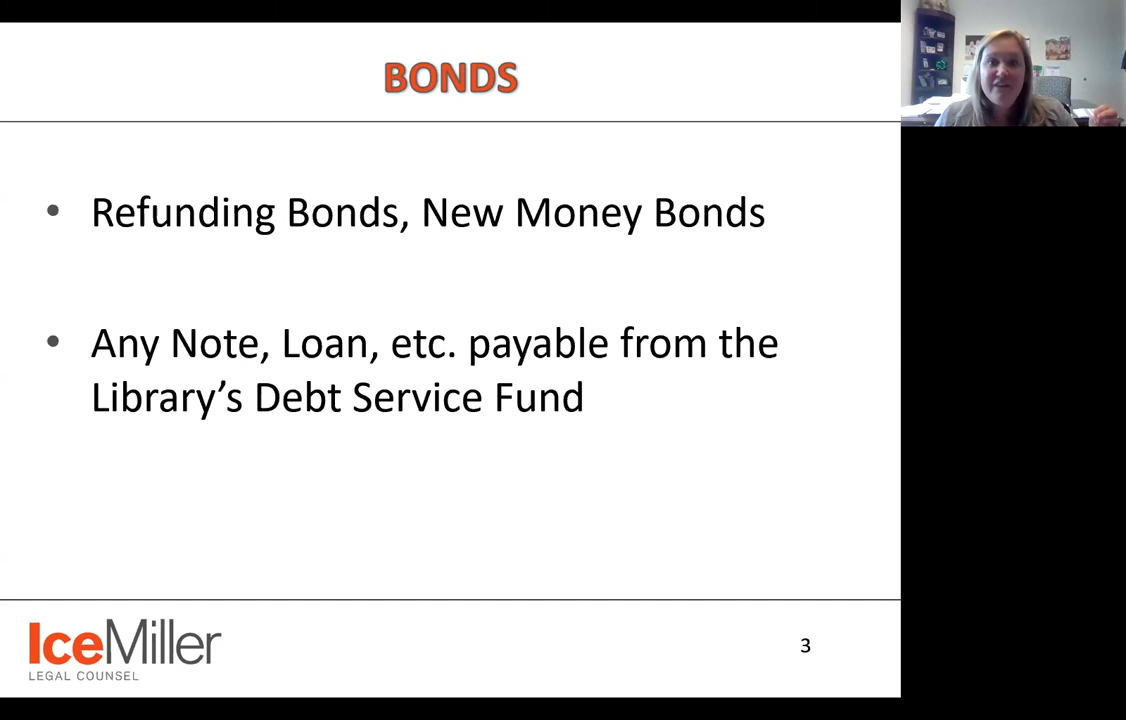 BONDS
• Refunding Bonds, New Money Bonds
• Any Note, Loan, etc. payable from the
Library’s Debt Service Fund
IceMiller
LEGAL COUNSEL
3